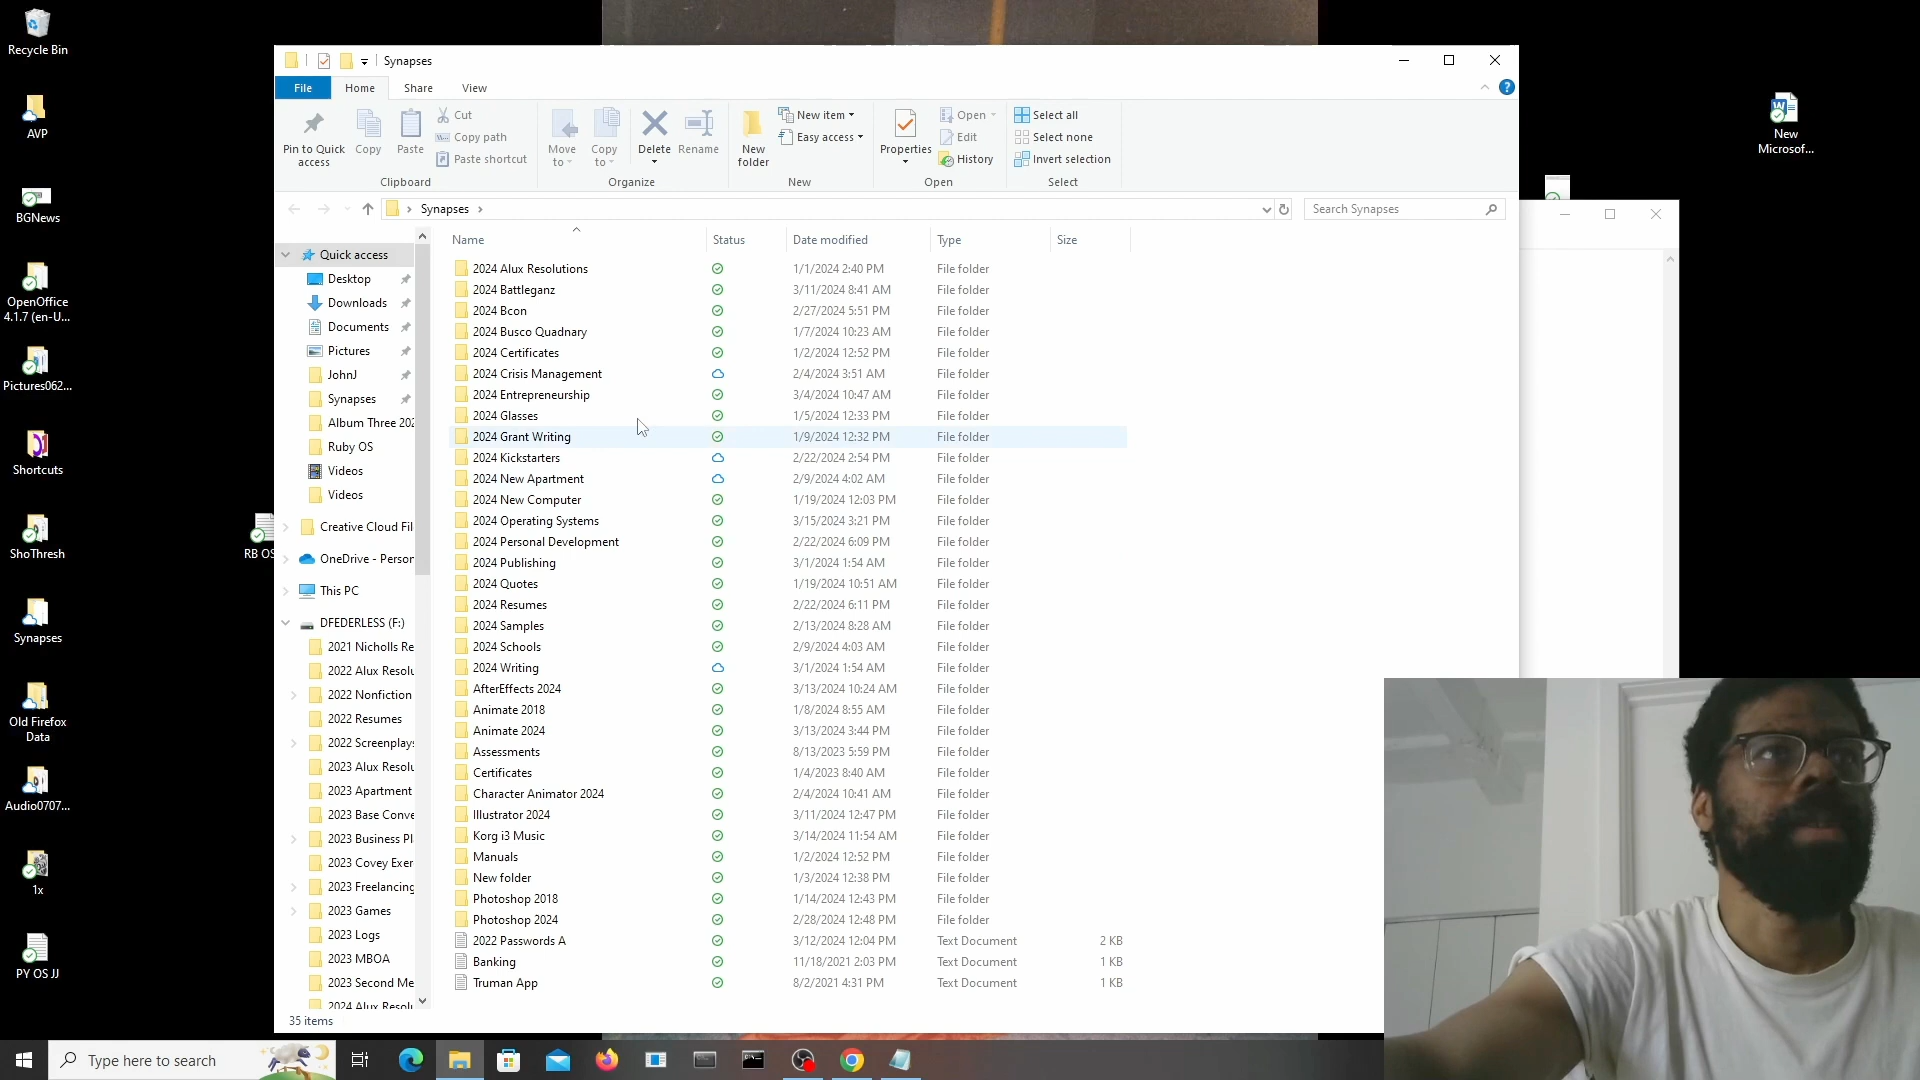 Recycle Bin
AVP
BGNews
OpenOffice
4.1.7 (en-U...
Pictures062...
Shortcuts
ShoThresh
Synapses
Old Firefox
Data
Audio0707...
1x
PY OS JJ
RB OS
New
Microsof...
Synapses
File Home Share View
Pin to Quick
access
Copy
Paste
Cut
Copy path
Paste shortcut
Clipboard
Move
to
Copy
to
Delete
Rename
Organize
New
folder
New item
Easy access
New
Properties
Open
Edit
History
Open
Select all
Select none
Invert selection
Select
Synapses
Search Synapses
Quick access
Desktop
Downloads
Documents
Pictures
JohnJ
Synapses
Album Three 202
Ruby OS
Videos
Videos
Creative Cloud Fil
OneDrive - Person
This PC
DFEDERLESS (F:)
2021 Nicholls Re
2022 Alux Resolu
2022 Nonfiction
2022 Resumes
2022 Screenplays
2023 Alux Resolu
2023 Apartment
2023 Base Conve
2023 Business Pl
2023 Covey Exer
2023 Freelancing
2023 Games
2023 Logs
2023 MBOA
2023 Second Me
2024 Alux Resolu
Name Status Date modified Type Size
2024 Alux Resolutions 1/1/2024 2:40 PM File folder
2024 Battleganz 3/11/2024 8:41 AM File folder
2024 Bcon 2/27/2024 5:51 PM File folder
2024 Busco Quadnary 1/7/2024 10:23 AM File folder
2024 Certificates 1/2/2024 12:52 PM File folder
2024 Crisis Management 2/4/2024 3:51 AM File folder
2024 Entrepreneurship 3/4/2024 10:47 AM File folder
2024 Glasses 1/5/2024 12:33 PM File folder
2024 Grant Writing 1/9/2024 12:32 PM File folder
2024 Kickstarters 2/22/2024 2:54 PM File folder
2024 New Apartment 2/9/2024 4:02 AM File folder
2024 New Computer 1/19/2024 12:03 PM File folder
2024 Operating Systems 3/15/2024 3:21 PM File folder
2024 Personal Development 2/22/2024 6:09 PM File folder
2024 Publishing 3/1/2024 1:54 AM File folder
2024 Quotes 1/19/2024 10:51 AM File folder
2024 Resumes 2/22/2024 6:11 PM File folder
2024 Samples 2/13/2024 8:28 AM File folder
2024 Schools 2/9/2024 4:03 AM File folder
2024 Writing 3/1/2024 1:54 AM File folder
AfterEffects 2024 3/13/2024 10:24 AM File folder
Animate 2018 1/8/2024 8:55 AM File folder
Animate 2024 3/13/2024 3:44 PM File folder
Assessments 8/13/2023 5:59 PM File folder
Certificates 1/4/2023 8:40 AM File folder
Character Animator 2024 2/4/2024 10:41 AM File folder
Illustrator 2024 3/11/2024 12:47 PM File folder
Korg i3 Music 3/14/2024 11:54 AM File folder
Manuals 1/2/2024 12:52 PM File folder
New folder 1/3/2024 12:38 PM File folder
Photoshop 2018 1/14/2024 12:43 PM File folder
Photoshop 2024 2/28/2024 12:48 PM File folder
2022 Passwords A 3/12/2024 12:04 PM Text Document 2 KB
Banking 11/18/2021 2:03 PM Text Document 1 KB
Truman App 8/2/2021 4:31 PM Text Document 1 KB
35 items
Type here to search